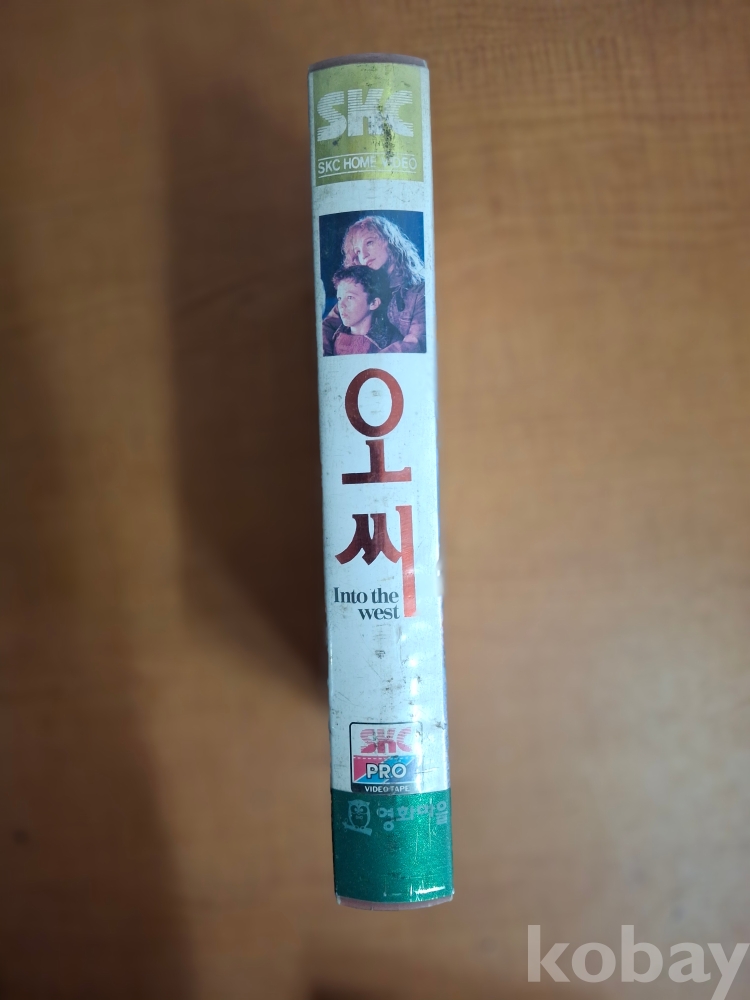 SKC
SKC HOME VIDEO
오
씨
Into the
west
SKC
PRO
VIDEO TAPE
영화마을
kobay